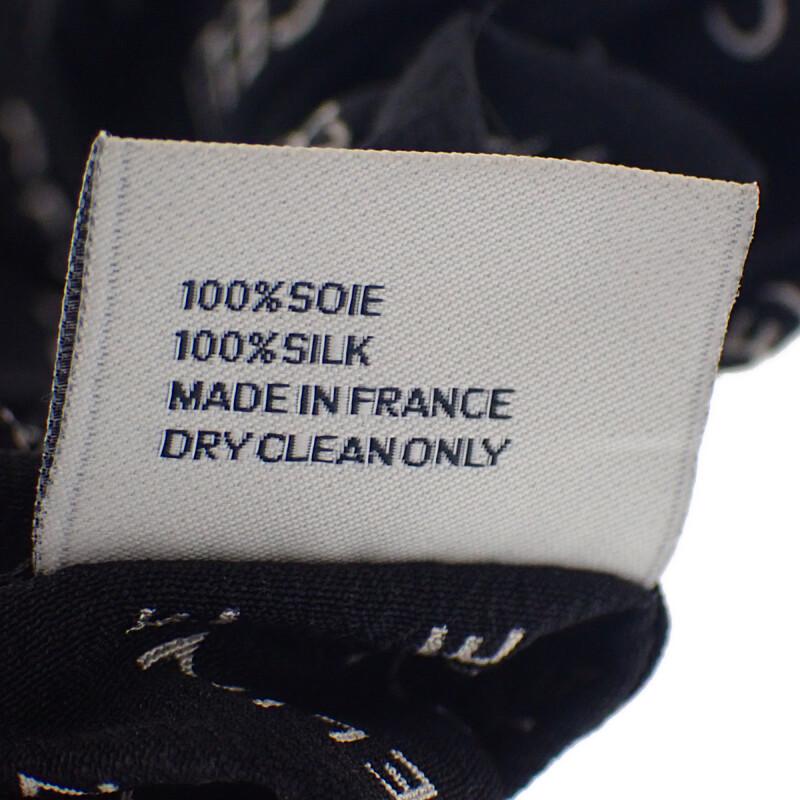 100%SOIE
100%SILK
MADE IN FRANCE
DRY CLEAN ONLY